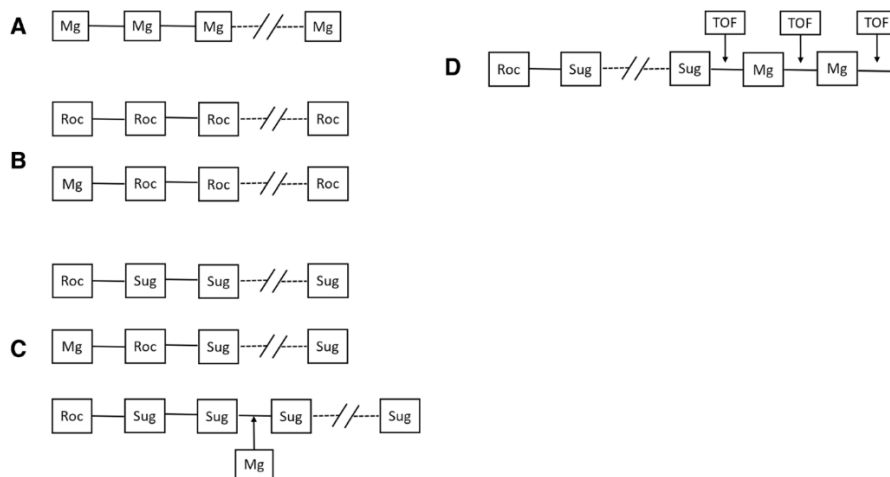 A
Mg Mg Mg Mg
B
Roc Roc Roc Roc
Mg Roc Roc Roc
C
Roc Sug Sug Sug
Mg Roc Sug Sug
Roc Sug Sug Sug Sug
Mg
D
TOF TOF TOF
Roc Sug Sug Mg Mg